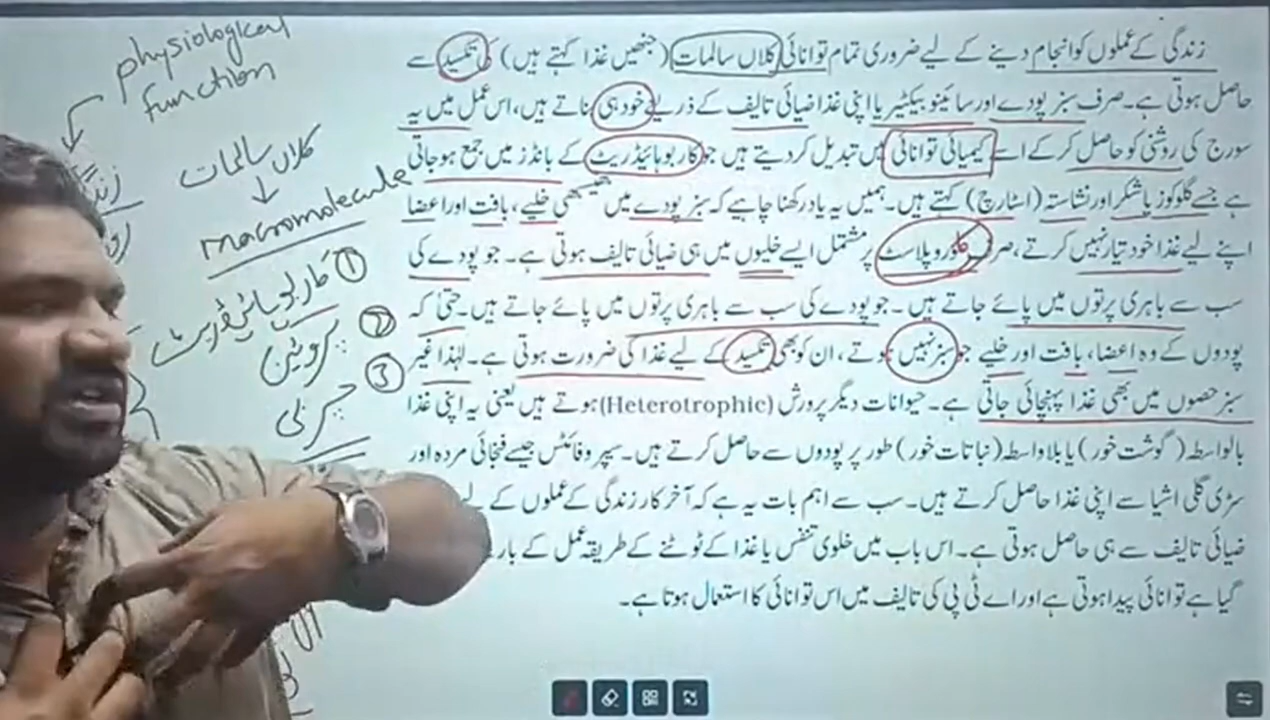 physiological
function
کلاں سالمات
macromolecule
① کاربوہائیڈریٹ
② پروٹین
③ چربی
زندگی کے عملوں کو انجام دینے کے لیے ضروری تمام توانائی کلاں سالمات (جنھیں غذا کہتے ہیں) کی تکسید سے
حاصل ہوتی ہے۔ صرف سبز پودے اور سائینو بیکٹیریا اپنی غذا ضیائی تالیف کے ذریعے خود ہی بناتے ہیں، اس عمل میں یہ
سورج کی روشنی کو حاصل کرکے اسے کیمیائی توانائی میں تبدیل کردیتے ہیں جو کاربوہائیڈریٹ کے بانڈز میں جمع ہوجاتی
ہے جسے گلوکوز یا شکر اور نشاستہ (اسٹارچ) کہتے ہیں۔ ہمیں یہ یاد رکھنا چاہیے کہ سبز پودے میں سبھی خلیے، بافت اور اعضا
اپنے لیے غذا خود تیار نہیں کرتے، صرف کلوروپلاسٹ پر مشتمل ایسے خلیوں میں ہی ضیائی تالیف ہوتی ہے۔ جو پودے کی
سب سے باہری پرتوں میں پائے جاتے ہیں۔ جو پودے کی سب سے باہری پرتوں میں پائے جاتے ہیں۔ حتیٰ کہ
پودوں کے وہ اعضا، بافت اور خلیے جو سبز نہیں ہوتے، ان کو بھی تکسید کے لیے غذا کی ضرورت ہوتی ہے۔ لہٰذا غیر
سبز حصوں میں بھی غذا پہنچائی جاتی ہے۔ حیوانات دیگر پرورش (Heterotrophic) ہوتے ہیں یعنی یہ اپنی غذا
بالواسطہ (گوشت خور) یا بلاواسطہ (نباتات خور) طور پر پودوں سے حاصل کرتے ہیں۔ سیپروفائٹس جیسے فنجائی مردہ اور
سڑی گلی اشیا سے اپنی غذا حاصل کرتے ہیں۔ سب سے اہم بات یہ ہے کہ آخرکار زندگی کے عملوں کے
ضیائی تالیف سے ہی حاصل ہوتی ہے۔ اس باب میں خلوی تنفس یا غذا کے ٹوٹنے کے طریقہ عمل کے
گیا ہے توانائی پیدا ہوتی ہے اور اے ٹی پی کی تالیف میں اس توانائی کا استعمال ہوتا ہے۔